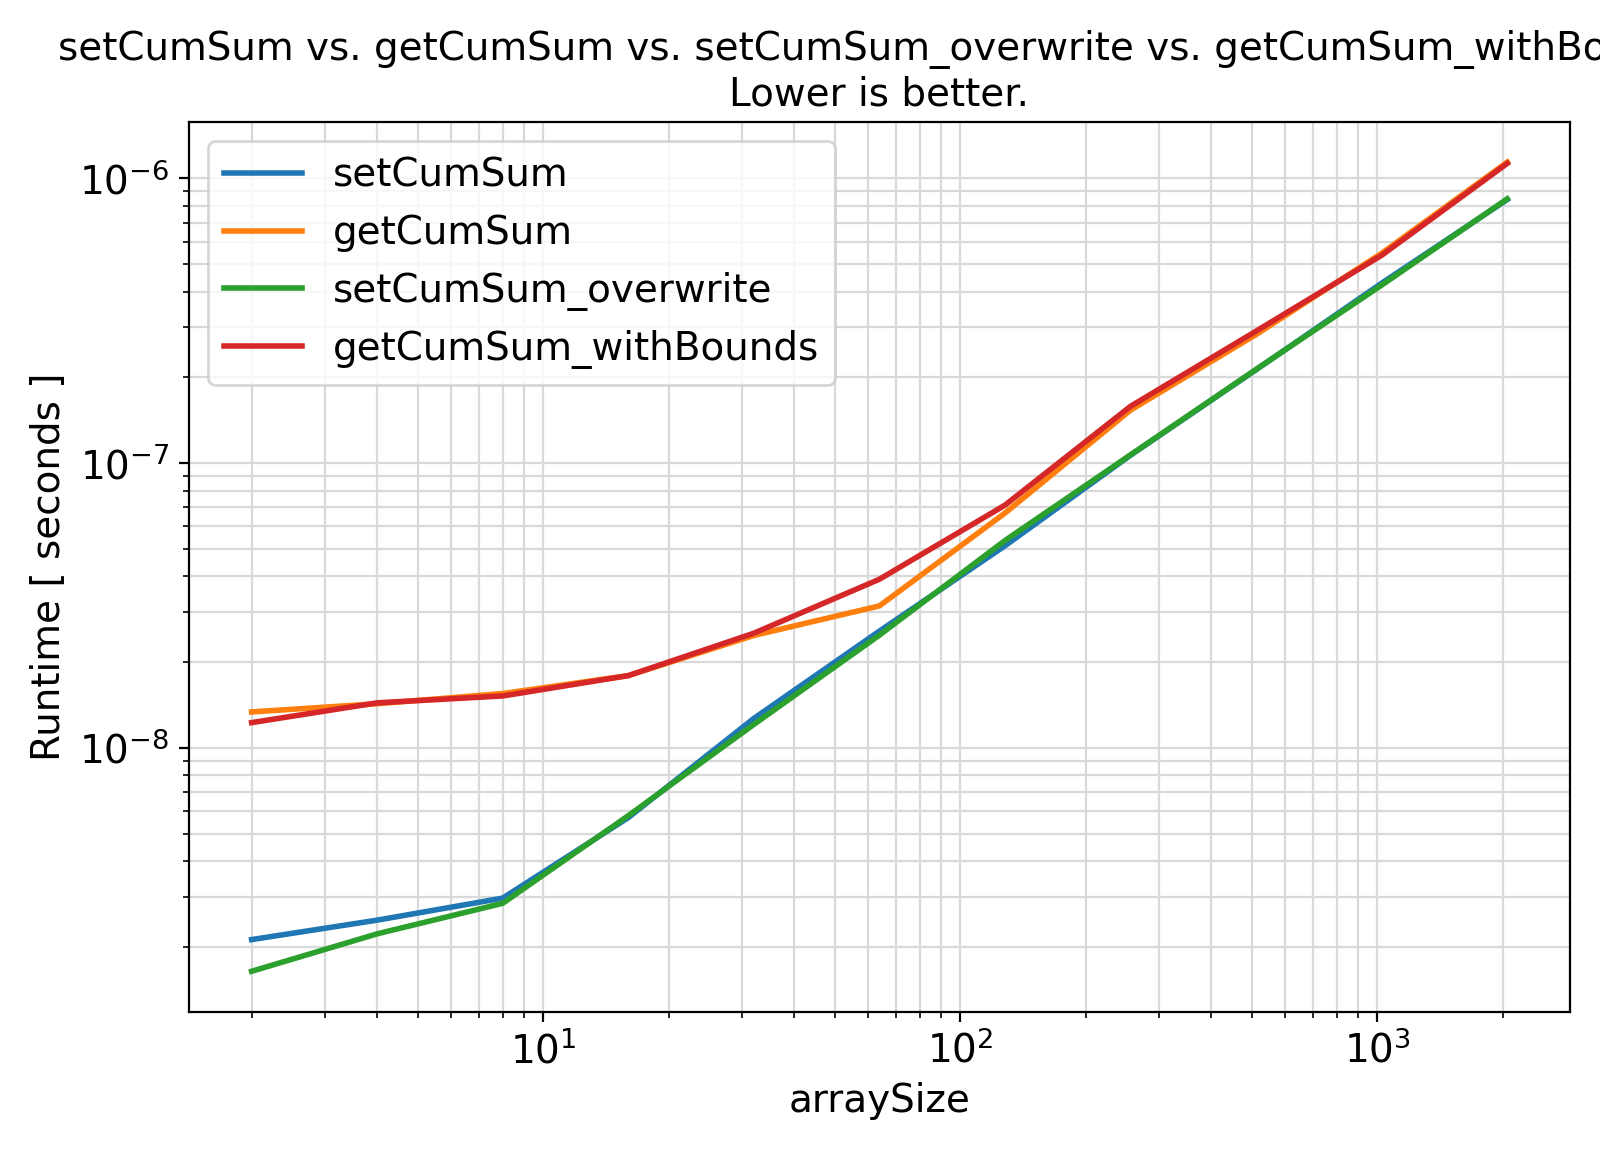 setCumSum vs. getCumSum vs. setCumSum_overwrite vs. getCumSum_withBo
Lower is better.
setCumSum
getCumSum
setCumSum_overwrite
getCumSum_withBounds
10⁻⁶
10⁻⁷
10⁻⁸
Runtime [ seconds ]
10¹ 10² 10³
arraySize